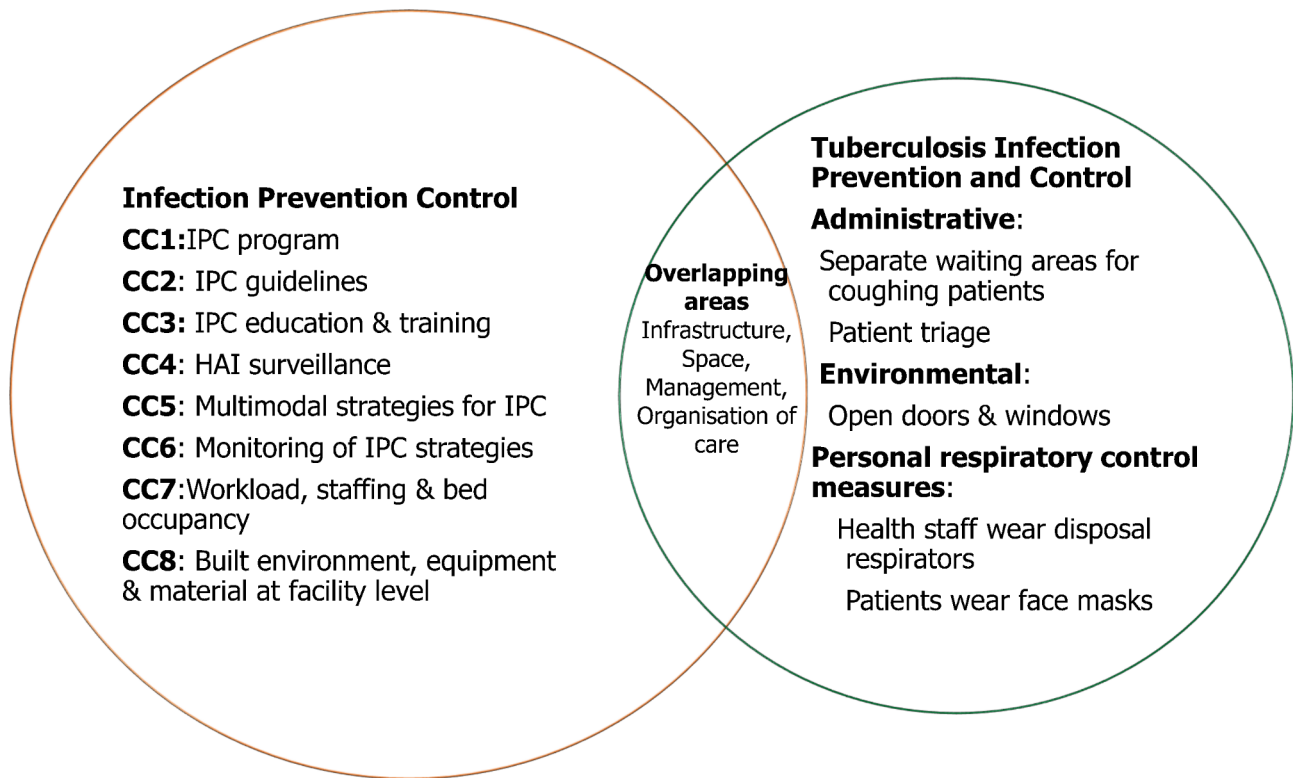 Infection Prevention Control
CC1:IPC program
CC2: IPC guidelines
CC3: IPC education & training
CC4: HAI surveillance
CC5: Multimodal strategies for IPC
CC6: Monitoring of IPC strategies
CC7:Workload, staffing & bed
occupancy
CC8: Built environment, equipment
& material at facility level
Overlapping
areas
Infrastructure,
Space,
Management,
Organisation of
care
Tuberculosis Infection
Prevention and Control
Administrative:
Separate waiting areas for
coughing patients
Patient triage
Environmental:
Open doors & windows
Personal respiratory control
measures:
Health staff wear disposal
respirators
Patients wear face masks